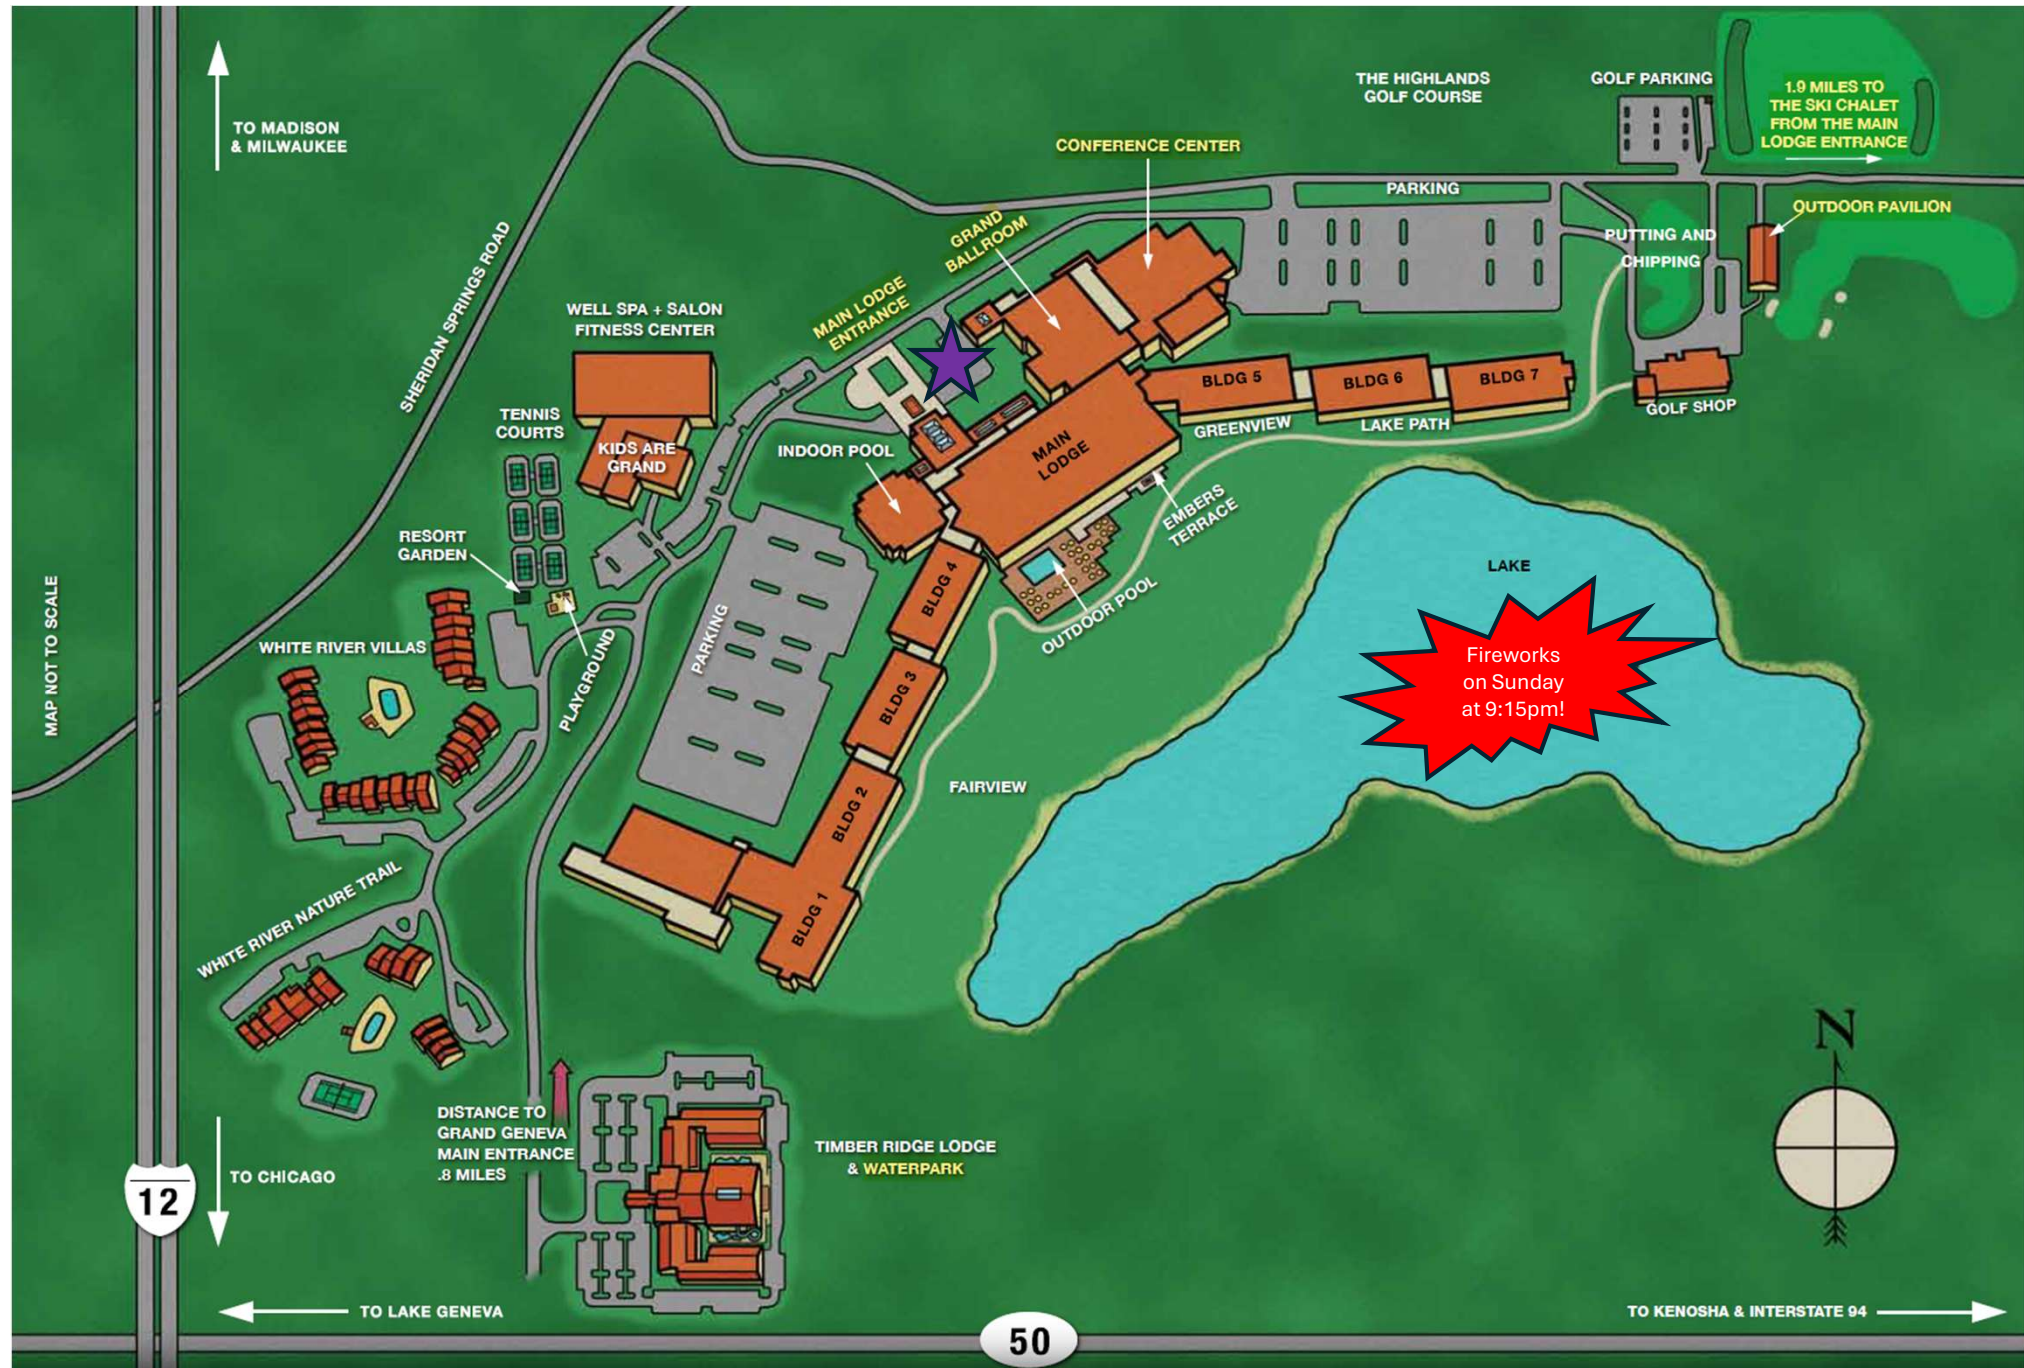 TO MADISON
& MILWAUKEE
SHERIDAN SPRINGS ROAD
THE HIGHLANDS
GOLF COURSE
GOLF PARKING
1.9 MILES TO
THE SKI CHALET
FROM THE MAIN
LODGE ENTRANCE
CONFERENCE CENTER
PARKING
OUTDOOR PAVILION
PUTTING AND
CHIPPING
GRAND
BALLROOM
MAIN LODGE
ENTRANCE
WELL SPA + SALON
FITNESS CENTER
TENNIS
COURTS
KIDS ARE
GRAND
INDOOR POOL
MAIN
LODGE
BLDG 5
BLDG 6
BLDG 7
GREENVIEW
LAKE PATH
GOLF SHOP
EMBERS
TERRACE
OUTDOOR POOL
RESORT
GARDEN
PLAYGROUND
WHITE RIVER VILLAS
PARKING
BLDG 4
BLDG 3
BLDG 2
BLDG 1
FAIRVIEW
LAKE
Fireworks
on Sunday
at 9:15pm!
MAP NOT TO SCALE
WHITE RIVER NATURE TRAIL
N
DISTANCE TO
GRAND GENEVA
MAIN ENTRANCE
.8 MILES
TIMBER RIDGE LODGE
& WATERPARK
12
TO CHICAGO
TO LAKE GENEVA
50
TO KENOSHA & INTERSTATE 94